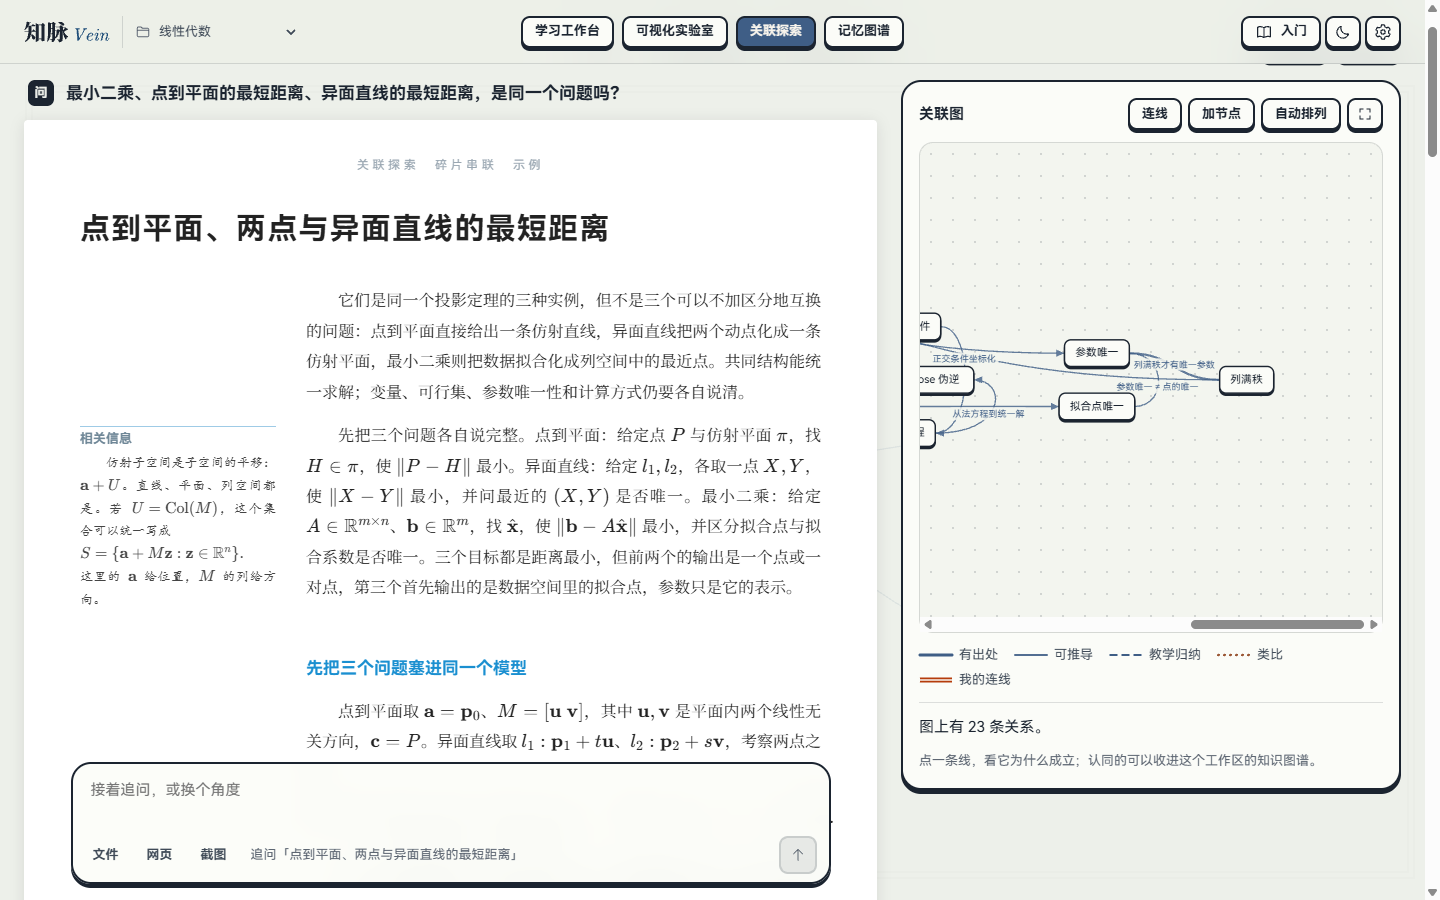 知脉 Vein
线性代数
学习工作台
可视化实验室
关联探索
记忆图谱
入门
问 最小二乘、点到平面的最短距离、异面直线的最短距离，是同一个问题吗？
关联探索 碎片串联 示例
点到平面、两点与异面直线的最短距离
它们是同一个投影定理的三种实例，但不是三个可以不加区分地互换
的问题：点到平面直接给出一条仿射直线，异面直线把两个动点化成一条
仿射平面，最小二乘则把数据拟合化成列空间中的最近点。共同结构能统
一求解；变量、可行集、参数唯一性和计算方式仍要各自说清。
相关信息
仿射子空间是子空间的平移：
a + U。直线、平面、列空间都
是。若 U = Col(M)，这个集
合可以统一写成
S = {a + Mz : z ∈ ℝⁿ}.
这里的 a 给位置，M 的列给方
向。
先把三个问题各自说完整。点到平面：给定点 P 与仿射平面 π，找
H ∈ π，使 ‖P − H‖ 最小。异面直线：给定 l₁, l₂，各取一点 X, Y，
使 ‖X − Y‖ 最小，并问最近的 (X, Y) 是否唯一。最小二乘：给定
A ∈ ℝ^{m×n}、b ∈ ℝ^m，找 x̂，使 ‖b − Ax̂‖ 最小，并区分拟合点与拟
合系数是否唯一。三个目标都是距离最小，但前两个的输出是一个点或一
对点，第三个首先输出的是数据空间里的拟合点，参数只是它的表示。
先把三个问题塞进同一个模型
点到平面取 a = p₀、M = [u v]，其中 u, v 是平面内两个线性无
关方向，c = P。异面直线取 l₁ : p₁ + tu、l₂ : p₂ + sv，考察两点之
接着追问，或换个角度
文件
网页
截图
追问「点到平面、两点与异面直线的最短距离」
关联图
连线
加节点
自动排列
件
正交条件坐标化
参数唯一
列满秩才有唯一参数
ose 伪逆
参数唯一 ≠ 点的唯一
列满秩
从法方程到统一解
拟合点唯一
程
有出处
可推导
教学归纳
类比
我的连线
图上有 23 条关系。
点一条线，看它为什么成立；认同的可以收进这个工作区的知识图谱。